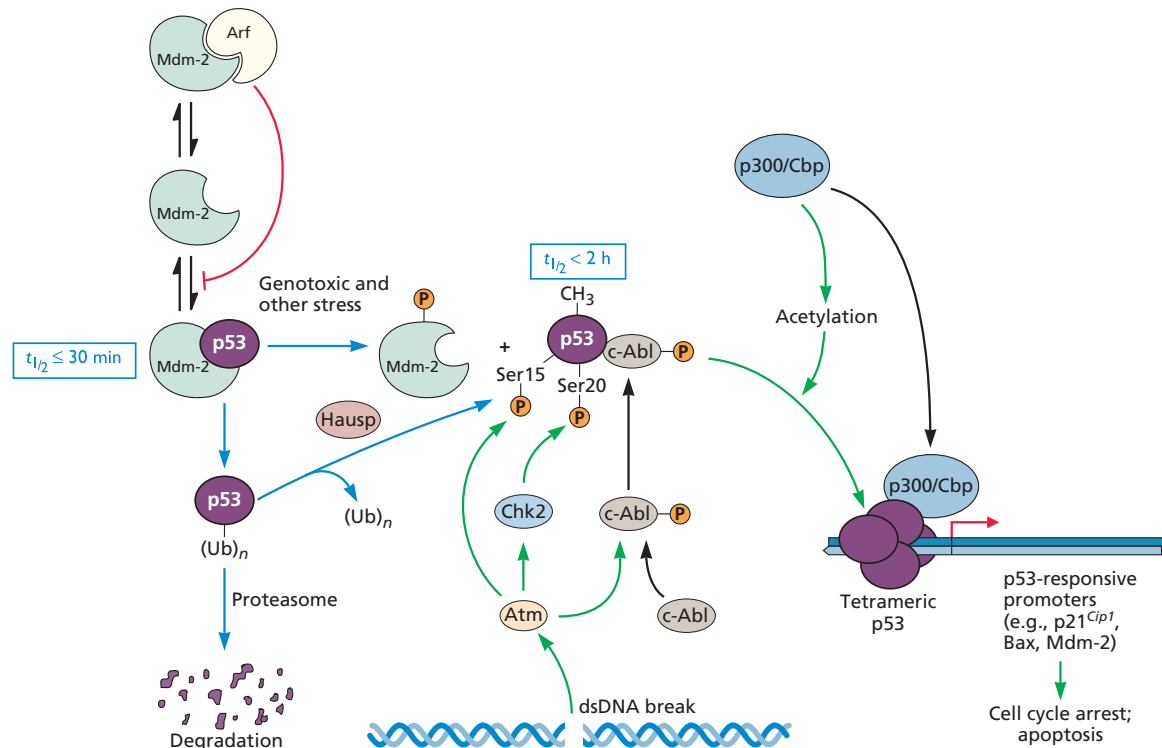 Arf
Mdm-2
Mdm-2
p300/Cbp
t1/2 < 2 h
Genotoxic and
other stress
CH3
P
Acetylation
t1/2 ≤ 30 min
Mdm-2
p53
Mdm-2
+
p53
c-Abl
P
Ser15
Ser20
P
P
Hausp
p300/Cbp
p53
(Ub)n
(Ub)n
Chk2
c-Abl
P
Proteasome
Atm
c-Abl
Tetrameric
p53
p53-responsive
promoters
(e.g., p21Cip1,
Bax, Mdm-2)
dsDNA break
Degradation
Cell cycle arrest;
apoptosis